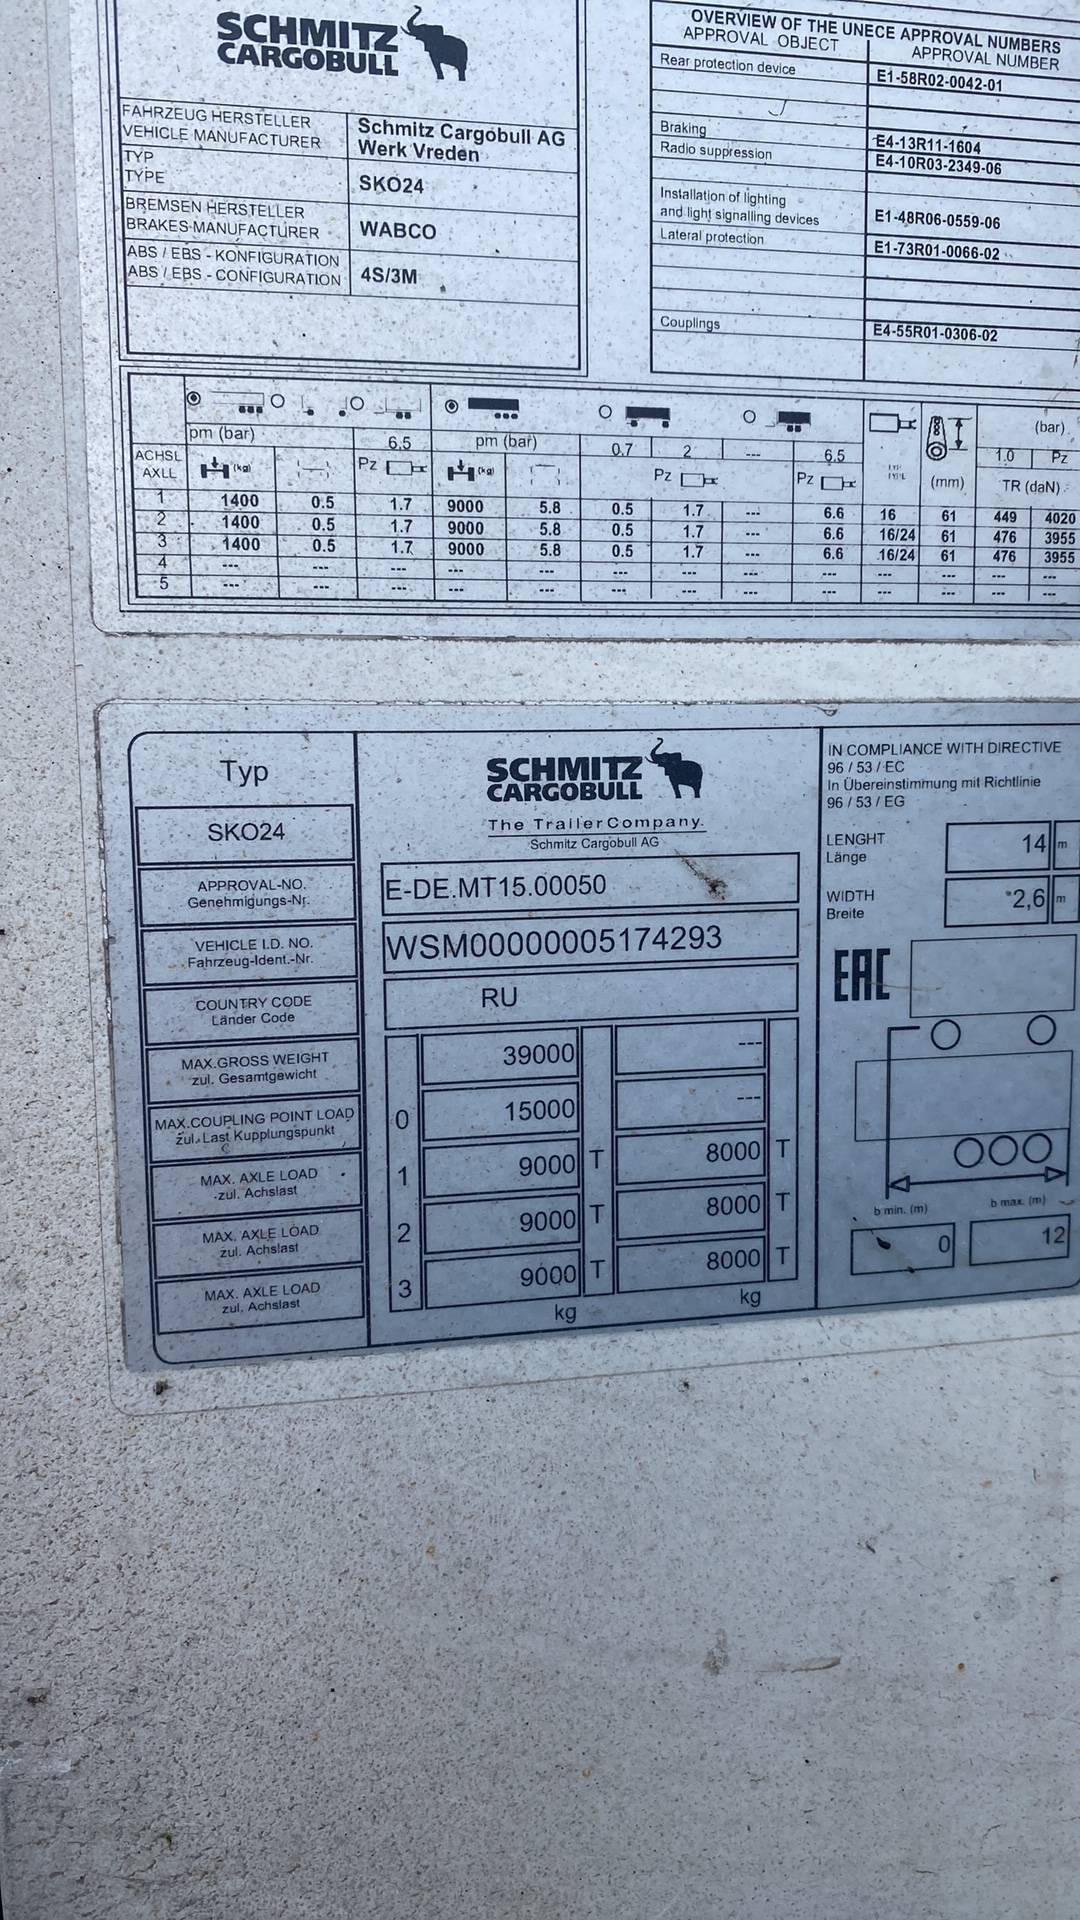 SCHMITZ
CARGOBULL
FAHRZEUG HERSTELLER
VEHICLE MANUFACTURER
Schmitz Cargobull AG
Werk Vreden
TYP
TYPE
SKO24
BREMSEN HERSTELLER
BRAKES-MANUFACTURER
WABCO
ABS / EBS - KONFIGURATION
ABS / EBS - CONFIGURATION
4S/3M
OVERVIEW OF THE UNECE APPROVAL NUMBERS
APPROVAL OBJECT APPROVAL NUMBER
Rear protection device E1-58R02-0042-01
Braking E4-13R11-1604
Radio suppression E4-10R03-2349-06
Installation of lighting
and light signalling devices E1-48R06-0559-06
Lateral protection E1-73R01-0066-02
Couplings E4-55R01-0306-02
pm (bar) 6.5 pm (bar) 0.7 2 --- 6.5 (bar)
ACHSL
AXLL
(kg) Pz (kg) Pz Pz TYP
TYPE
(mm) 1.0 Pz
TR (daN)
1 1400 0.5 1.7 9000 5.8 0.5 1.7 --- 6.6 16 61 449 4020
2 1400 0.5 1.7 9000 5.8 0.5 1.7 --- 6.6 16/24 61 476 3955
3 1400 0.5 1.7 9000 5.8 0.5 1.7 --- 6.6 16/24 61 476 3955
4 --- --- --- --- --- --- --- --- --- --- --- --- ---
5 --- --- --- --- --- --- --- --- --- --- --- --- ---
Typ
SKO24
SCHMITZ
CARGOBULL
The TrailerCompany.
Schmitz Cargobull AG
APPROVAL-NO.
Genehmigungs-Nr.
E-DE.MT15.00050
VEHICLE I.D. NO.
Fahrzeug-Ident.-Nr.
WSM00000005174293
COUNTRY CODE
Länder Code
RU
MAX.GROSS WEIGHT
zul. Gesamtgewicht
39000 ---
MAX.COUPLING POINT LOAD
zul. Last Kupplungspunkt
0 15000 ---
MAX. AXLE LOAD
zul. Achslast
1 9000 T 8000 T
MAX. AXLE LOAD
zul. Achslast
2 9000 T 8000 T
MAX. AXLE LOAD
zul. Achslast
3 9000 T 8000 T
kg kg
IN COMPLIANCE WITH DIRECTIVE
96 / 53 / EC
In Übereinstimmung mit Richtlinie
96 / 53 / EG
LENGHT
Länge
14 m
WIDTH
Breite
2,6 m
EAC
b min. (m) b max. (m)
0 12